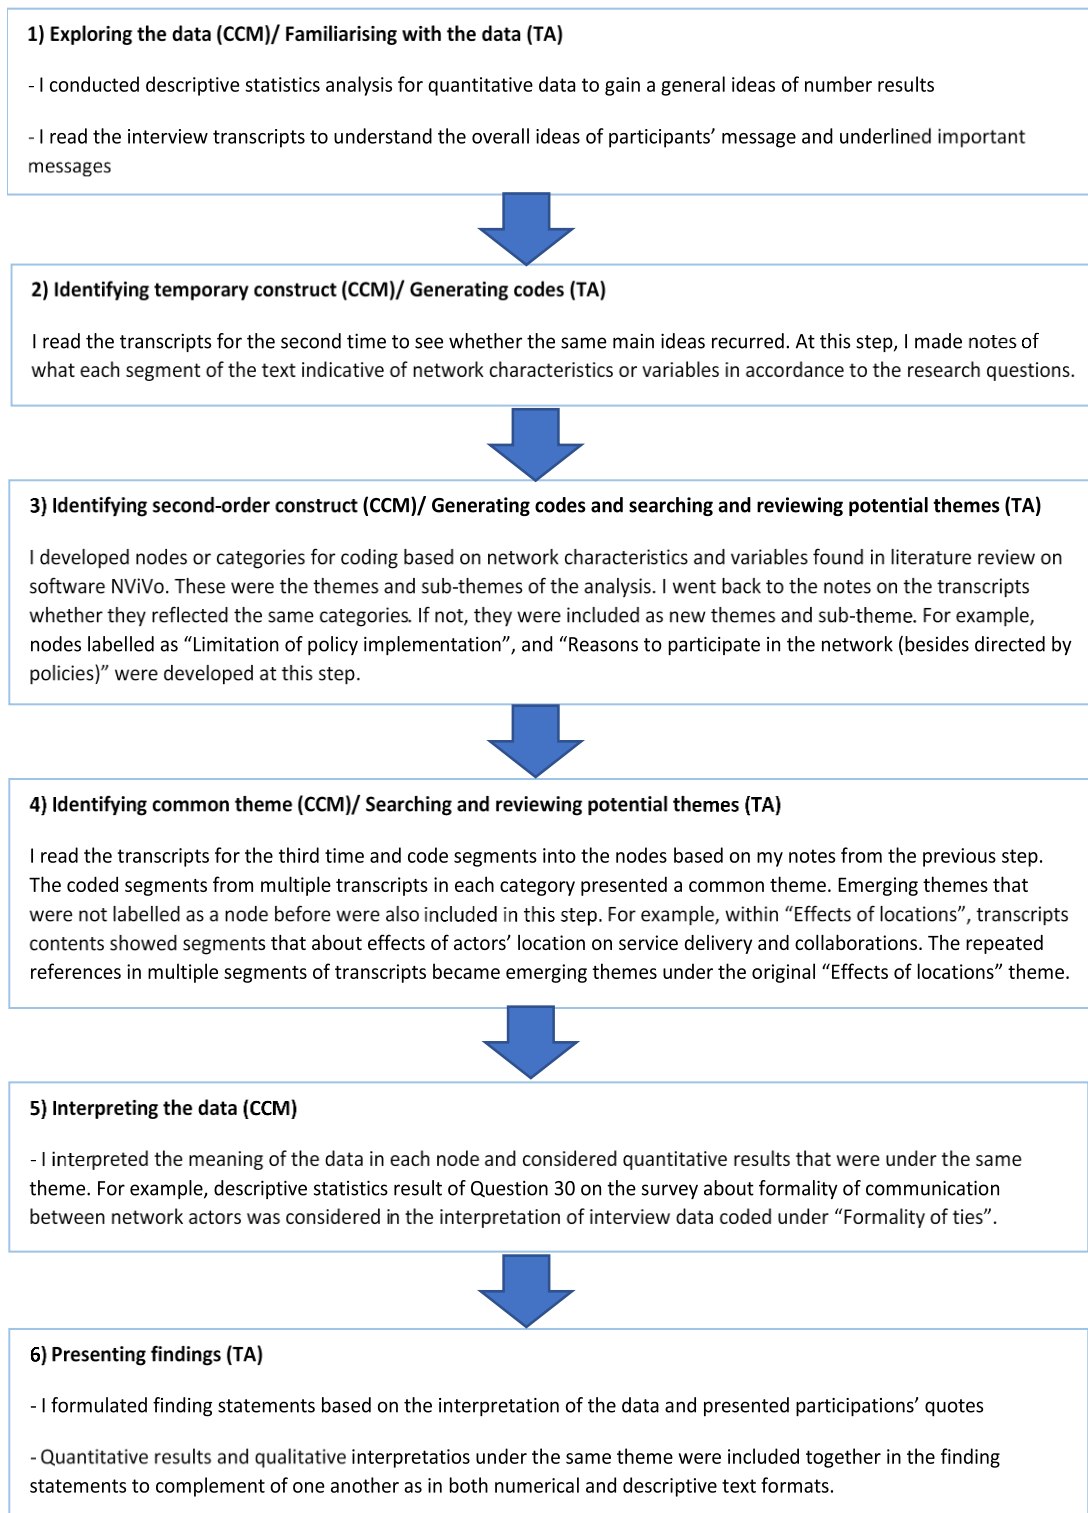 1) Exploring the data (CCM)/ Familiarising with the data (TA)
- I conducted descriptive statistics analysis for quantitative data to gain a general ideas of number results
- I read the interview transcripts to understand the overall ideas of participants’ message and underlined important
messages
2) Identifying temporary construct (CCM)/ Generating codes (TA)
I read the transcripts for the second time to see whether the same main ideas recurred. At this step, I made notes of
what each segment of the text indicative of network characteristics or variables in accordance to the research questions.
3) Identifying second-order construct (CCM)/ Generating codes and searching and reviewing potential themes (TA)
I developed nodes or categories for coding based on network characteristics and variables found in literature review on
software NViVo. These were the themes and sub-themes of the analysis. I went back to the notes on the transcripts
whether they reflected the same categories. If not, they were included as new themes and sub-theme. For example,
nodes labelled as “Limitation of policy implementation”, and “Reasons to participate in the network (besides directed by
policies)” were developed at this step.
4) Identifying common theme (CCM)/ Searching and reviewing potential themes (TA)
I read the transcripts for the third time and code segments into the nodes based on my notes from the previous step.
The coded segments from multiple transcripts in each category presented a common theme. Emerging themes that
were not labelled as a node before were also included in this step. For example, within “Effects of locations”, transcripts
contents showed segments that about effects of actors’ location on service delivery and collaborations. The repeated
references in multiple segments of transcripts became emerging themes under the original “Effects of locations” theme.
5) Interpreting the data (CCM)
- I interpreted the meaning of the data in each node and considered quantitative results that were under the same
theme. For example, descriptive statistics result of Question 30 on the survey about formality of communication
between network actors was considered in the interpretation of interview data coded under “Formality of ties”.
6) Presenting findings (TA)
- I formulated finding statements based on the interpretation of the data and presented participations’ quotes
- Quantitative results and qualitative interpretatios under the same theme were included together in the finding
statements to complement of one another as in both numerical and descriptive text formats.